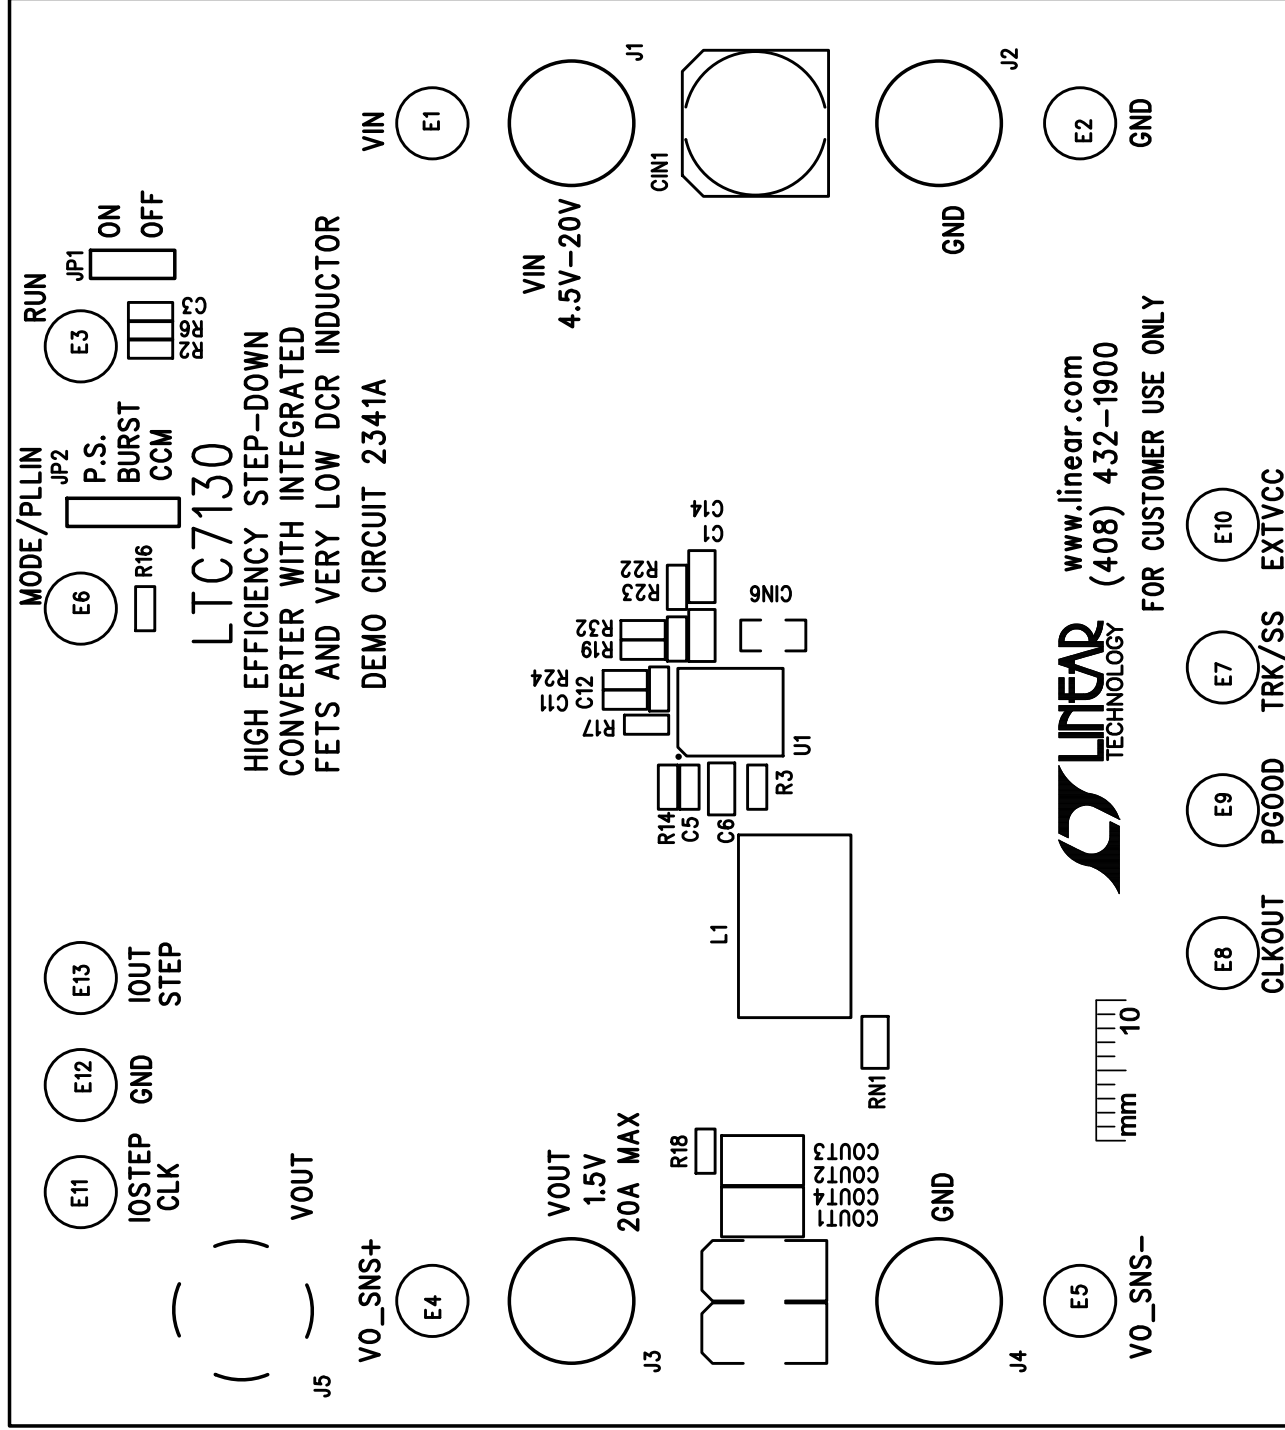 MODE/PLLIN
RUN
JP2
JP1
E11
E12
E13
E6
P.S.
BURST
CCM
E3
ON
OFF
IOSTEP
CLK
GND
IOUT
STEP
R16
R2
R6
C3
LTC7130
HIGH EFFICIENCY STEP-DOWN
CONVERTER WITH INTEGRATED
FETS AND VERY LOW DCR INDUCTOR
DEMO CIRCUIT 2341A
VOUT
J5
VO_SNS+
VIN
E4
E1
VOUT
1.5V
20A MAX
VIN
4.5V-20V
J3
J1
R17
C11
C12
R24
R19
R32
R23
R22
C1
C14
CIN6
R14
C5
C6
R3
U1
L1
CIN1
R18
COUT3
COUT2
COUT4
COUT1
RN1
GND
GND
J4
J2
E5
E2
VO_SNS-
GND
mm
10
LINEAR
TECHNOLOGY
www.linear.com
(408) 432-1900
FOR CUSTOMER USE ONLY
E8
E9
E7
E10
CLKOUT
PGOOD
TRK/SS
EXTVCC